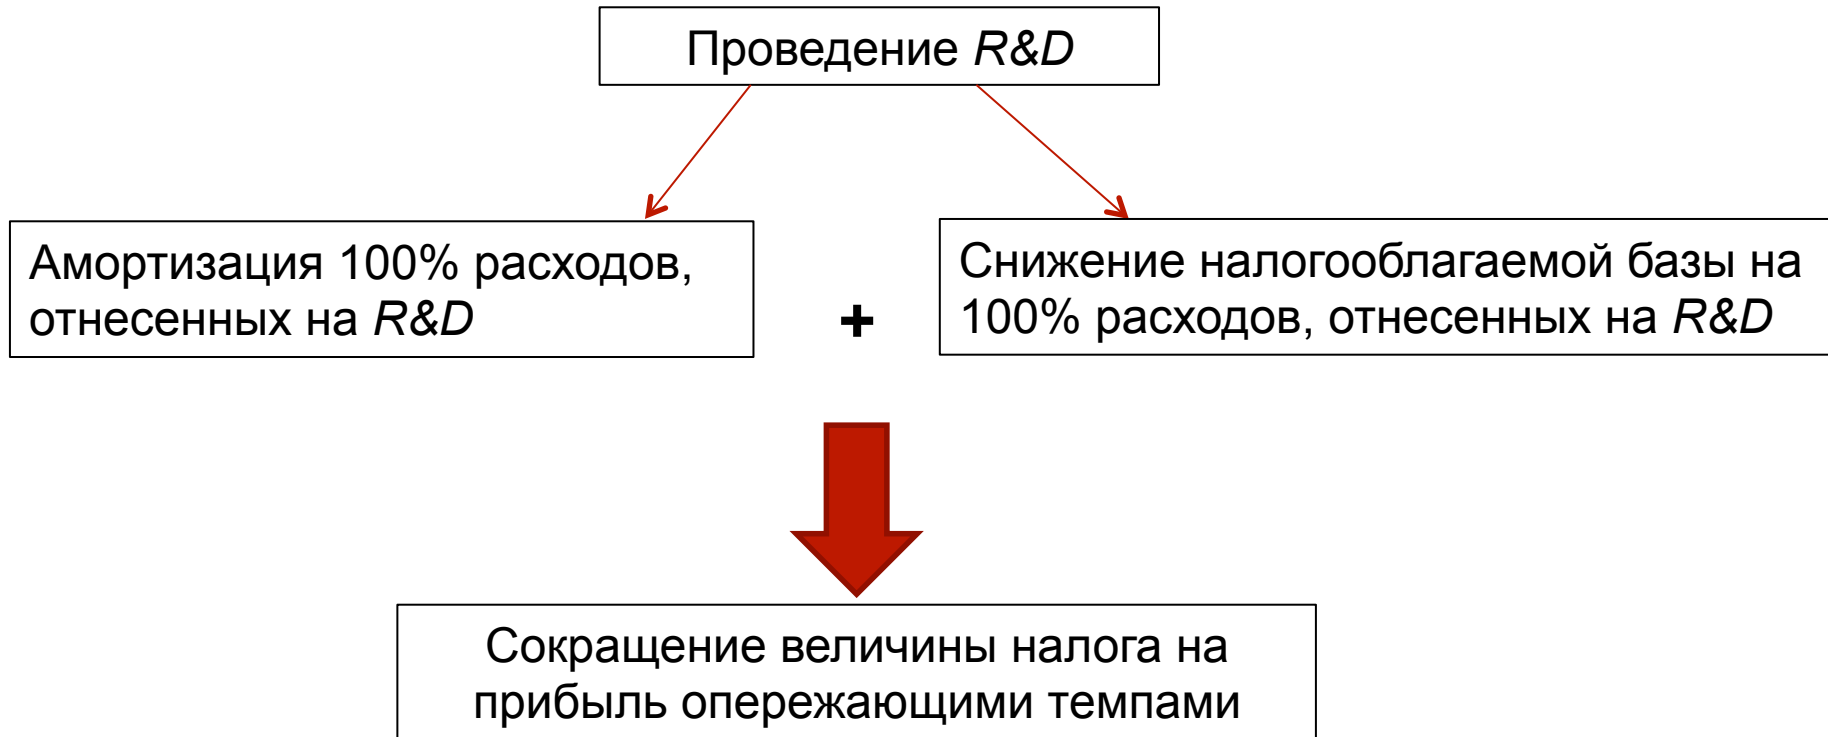 Проведение R&D
Амортизация 100% расходов,
отнесенных на R&D
+
Снижение налогооблагаемой базы на
100% расходов, отнесенных на R&D
Сокращение величины налога на
прибыль опережающими темпами